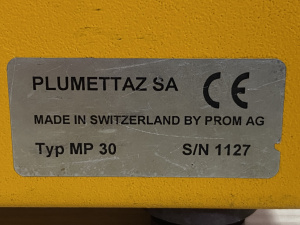 PLUMETTAZ SA CE
MADE IN SWITZERLAND BY PROM AG
Typ MP 30 S/N 1127